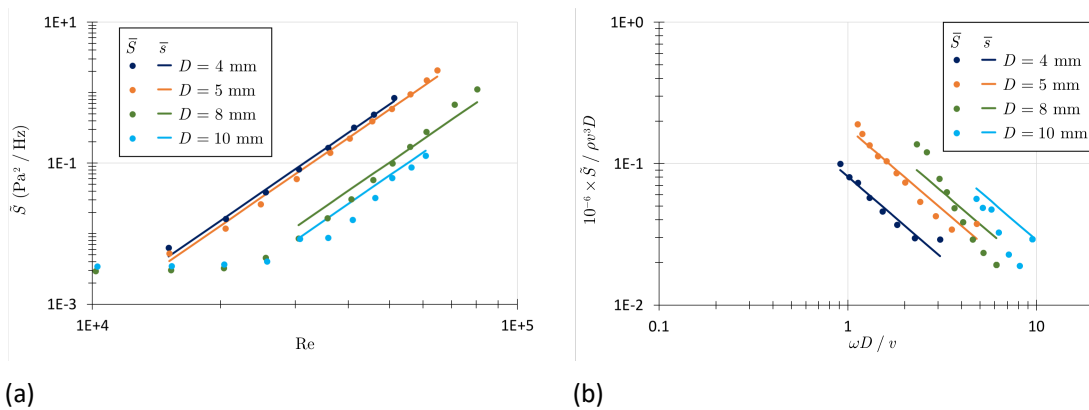 1E+1
1E-1
1E-3
1E+4
1E+5
S̃ (Pa² / Hz)
Re
S̅ s̅
D = 4 mm
D = 5 mm
D = 8 mm
D = 10 mm
(a)
1E+0
1E-1
1E-2
0.1
1
10
10⁻⁶ × S̃ / ρv³D
ωD / v
S̅ s̅
D = 4 mm
D = 5 mm
D = 8 mm
D = 10 mm
(b)